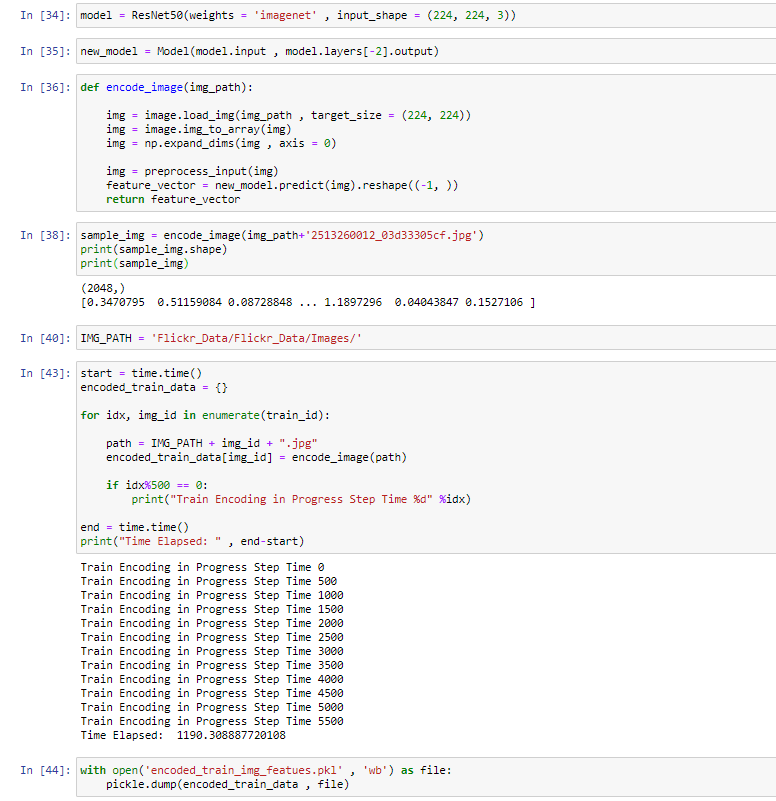 In [34]: model = ResNet50(weights = 'imagenet' , input_shape = (224, 224, 3))
In [35]: new_model = Model(model.input , model.layers[-2].output)
In [36]: def encode_image(img_path):
img = image.load_img(img_path , target_size = (224, 224))
img = image.img_to_array(img)
img = np.expand_dims(img , axis = 0)
img = preprocess_input(img)
feature_vector = new_model.predict(img).reshape((-1, ))
return feature_vector
In [38]: sample_img = encode_image(img_path+'2513260012_03d33305cf.jpg')
print(sample_img.shape)
print(sample_img)
(2048,)
[0.3470795  0.51159084 0.08728848 ... 1.1897296  0.04043847 0.1527106 ]
In [40]: IMG_PATH = 'Flickr_Data/Flickr_Data/Images/'
In [43]: start = time.time()
encoded_train_data = {}
for idx, img_id in enumerate(train_id):
path = IMG_PATH + img_id + ".jpg"
encoded_train_data[img_id] = encode_image(path)
if idx%500 == 0:
print("Train Encoding in Progress Step Time %d" %idx)
end = time.time()
print("Time Elapsed: " , end-start)
Train Encoding in Progress Step Time 0
Train Encoding in Progress Step Time 500
Train Encoding in Progress Step Time 1000
Train Encoding in Progress Step Time 1500
Train Encoding in Progress Step Time 2000
Train Encoding in Progress Step Time 2500
Train Encoding in Progress Step Time 3000
Train Encoding in Progress Step Time 3500
Train Encoding in Progress Step Time 4000
Train Encoding in Progress Step Time 4500
Train Encoding in Progress Step Time 5000
Train Encoding in Progress Step Time 5500
Time Elapsed:  1190.308887720108
In [44]: with open('encoded_train_img_featues.pkl' , 'wb') as file:
pickle.dump(encoded_train_data , file)